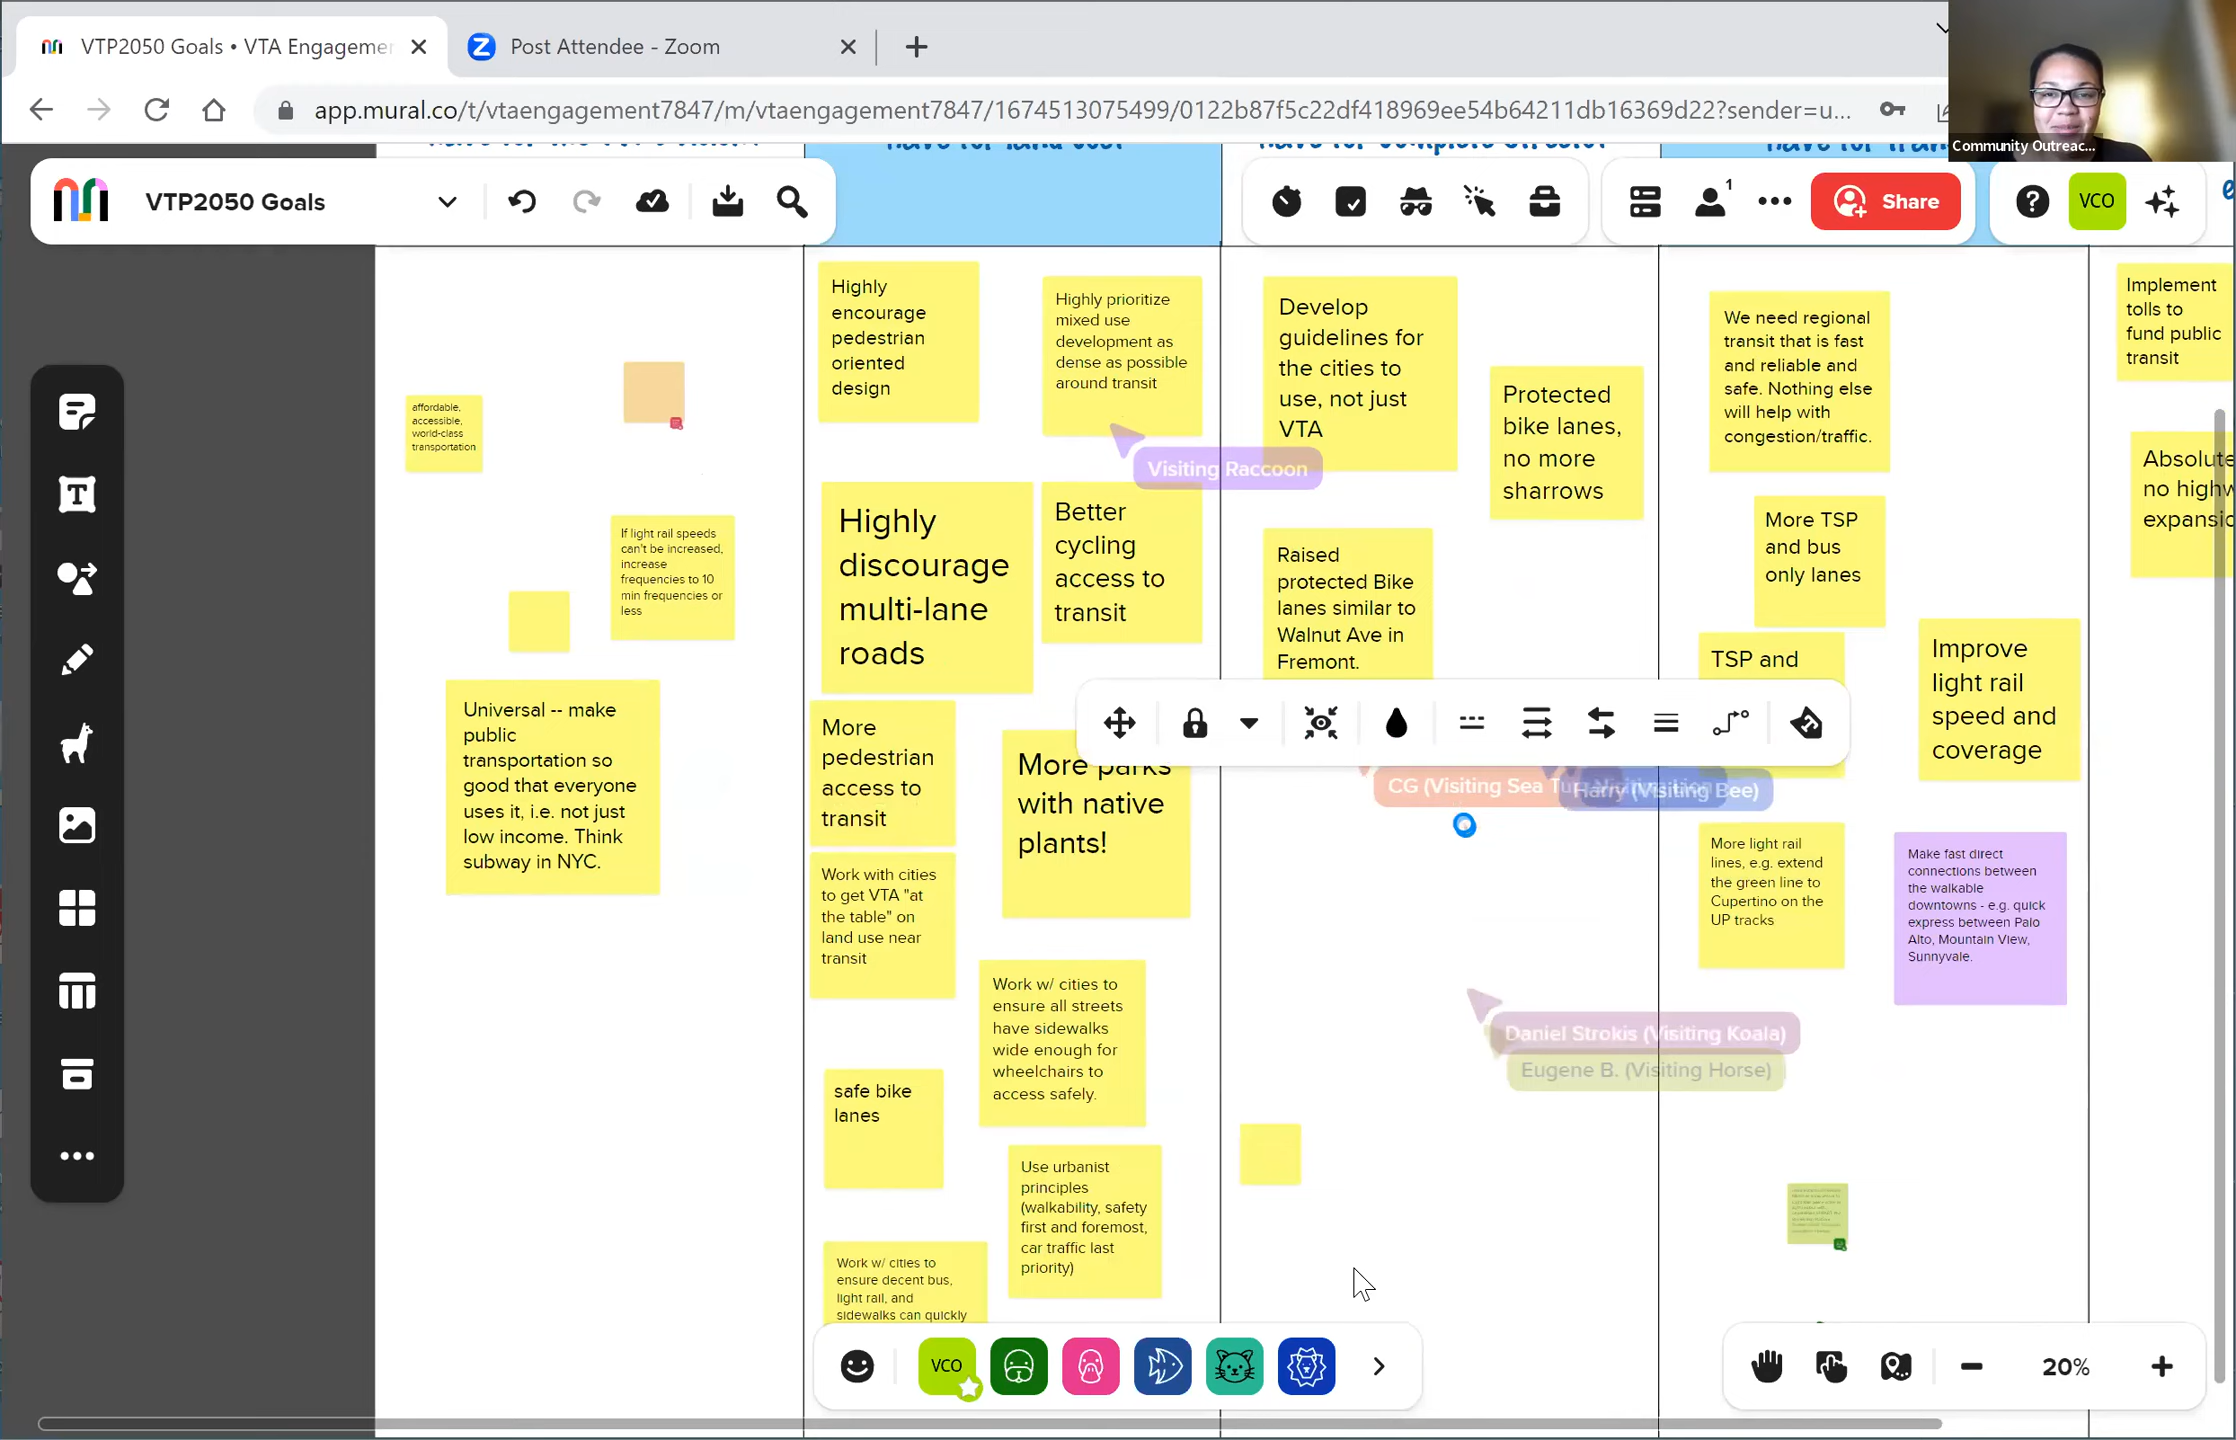 VTP2050 Goals • VTA Engagemen
Post Attendee - Zoom
app.mural.co/t/vtaengagement7847/m/vtaengagement7847/1674513075499/0122b87f5c22df418969ee54b64211db16369d22?sender=u...
Community Outreac...
VTP2050 Goals
1
Share
VCO
affordable,
accessible,
world-class
transportation
If light rail speeds
can't be increased,
increase
frequencies to 10
min frequencies or
less
Universal -- make
public
transportation so
good that everyone
uses it, i.e. not just
low income. Think
subway in NYC.
Highly
encourage
pedestrian
oriented
design
Highly prioritize
mixed use
development as
dense as possible
around transit
Visiting Raccoon
Highly
discourage
multi-lane
roads
Better
cycling
access to
transit
More
pedestrian
access to
transit
More parks
with native
plants!
Work with cities
to get VTA "at
the table" on
land use near
transit
Work w/ cities to
ensure all streets
have sidewalks
wide enough for
wheelchairs to
access safely.
safe bike
lanes
Use urbanist
principles
(walkability, safety
first and foremost,
car traffic last
priority)
Work w/ cities to
ensure decent bus,
light rail, and
sidewalks can quickly
Develop
guidelines for
the cities to
use, not just
VTA
Protected
bike lanes,
no more
sharrows
Raised
protected Bike
lanes similar to
Walnut Ave in
Fremont.
CG (Visiting Sea Tu
Harry (Visiting Bee)
Daniel Strokis (Visiting Koala)
Eugene B. (Visiting Horse)
We need regional
transit that is fast
and reliable and
safe. Nothing else
will help with
congestion/traffic.
More TSP
and bus
only lanes
TSP and
Improve
light rail
speed and
coverage
More light rail
lines, e.g. extend
the green line to
Cupertino on the
UP tracks
Make fast direct
connections between
the walkable
downtowns - e.g. quick
express between Palo
Alto, Mountain View,
Sunnyvale.
Implement
tolls to
fund public
transit
Absolute
no highw
expansio
VCO
20%